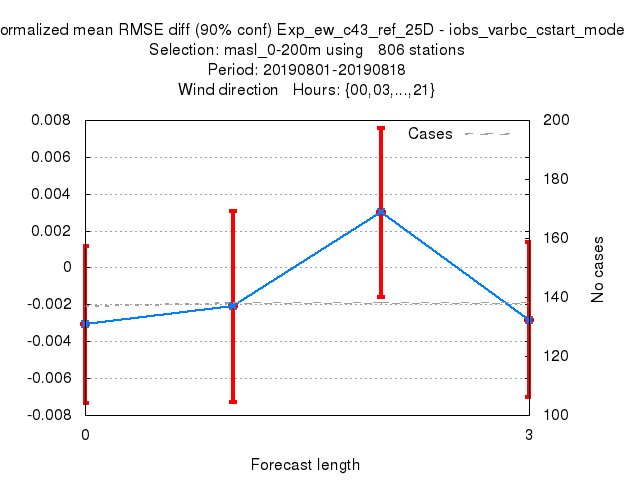 ormalized mean RMSE diff (90% conf) Exp_ew_c43_ref_25D - iobs_varbc_cstart_mode
Selection: masl_0-200m using 806 stations
Period: 20190801-20190818
Wind direction Hours: {00,03,...,21}
0.008
0.006
0.004
0.002
0
-0.002
-0.004
-0.006
-0.008
Cases
200
180
160
140
120
100
No cases
0
3
Forecast length